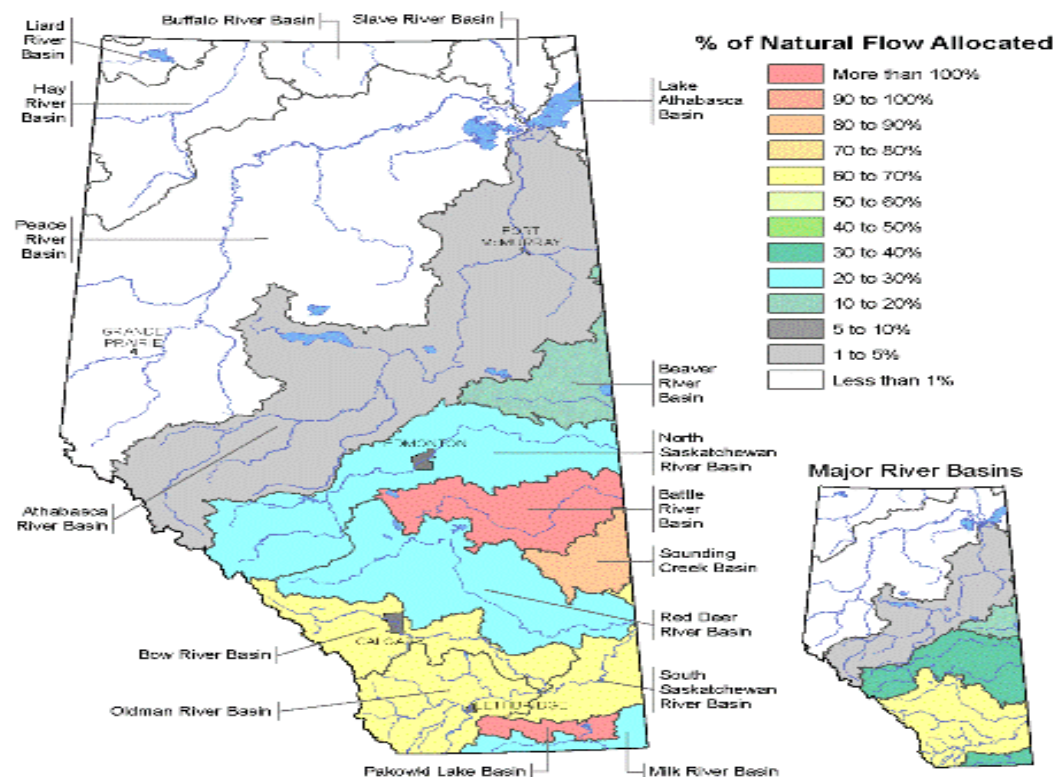 Liard
River
Basin
Buffalo River Basin
Slave River Basin
Hay
River
Basin
Lake
Athabasca
Basin
Peace
River
Basin
FORT
McMURRAY
GRANDE
PRAIRIE
Beaver
River
Basin
EDMONTON
North
Saskatchewan
River Basin
Athabasca
River Basin
Battle
River
Basin
Sounding
Creek Basin
Red Deer
River Basin
CALGARY
Bow River Basin
South
Saskatchewan
River Basin
Oldman River Basin
LETHBRIDGE
Pakowki Lake Basin
Milk River Basin
% of Natural Flow Allocated
More than 100%
90 to 100%
80 to 90%
70 to 80%
60 to 70%
50 to 60%
40 to 50%
30 to 40%
20 to 30%
10 to 20%
5 to 10%
1 to 5%
Less than 1%
Major River Basins